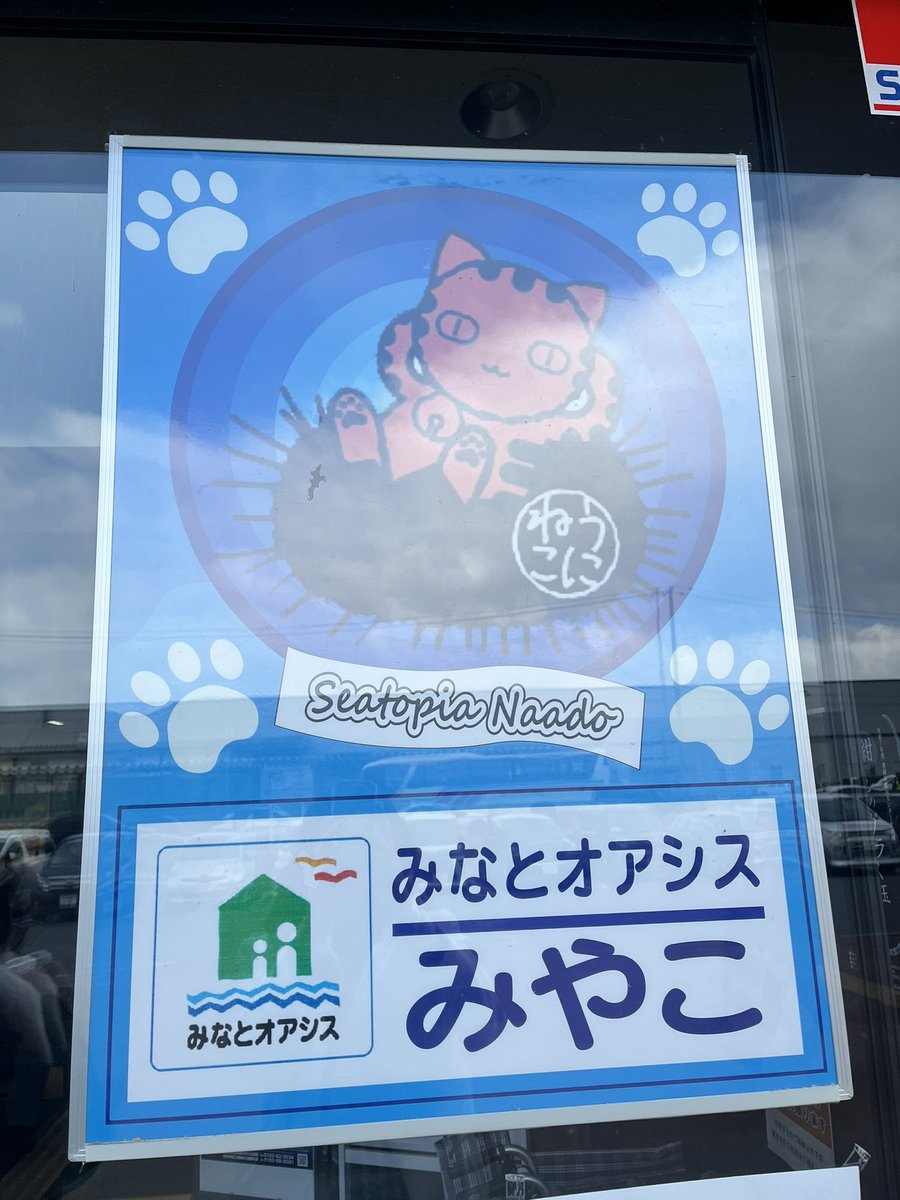 うに
ねこ
Seatopia Naado
みなとオアシス
みやこ
みなとオアシス
S